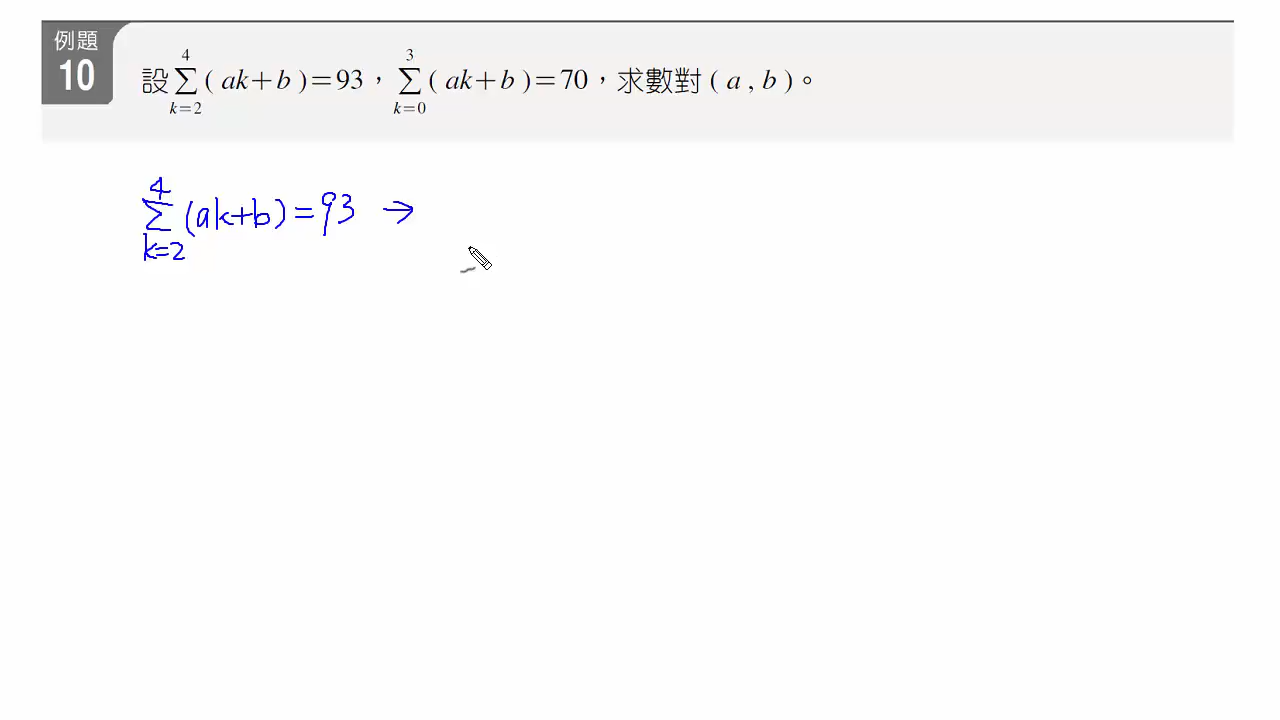 例題
10
設 \sum_{k=2}^{4} ( ak+b )=93，\sum_{k=0}^{3} ( ak+b )=70，求數對 ( a , b )。
\sum_{k=2}^{4} (ak+b)=93 →